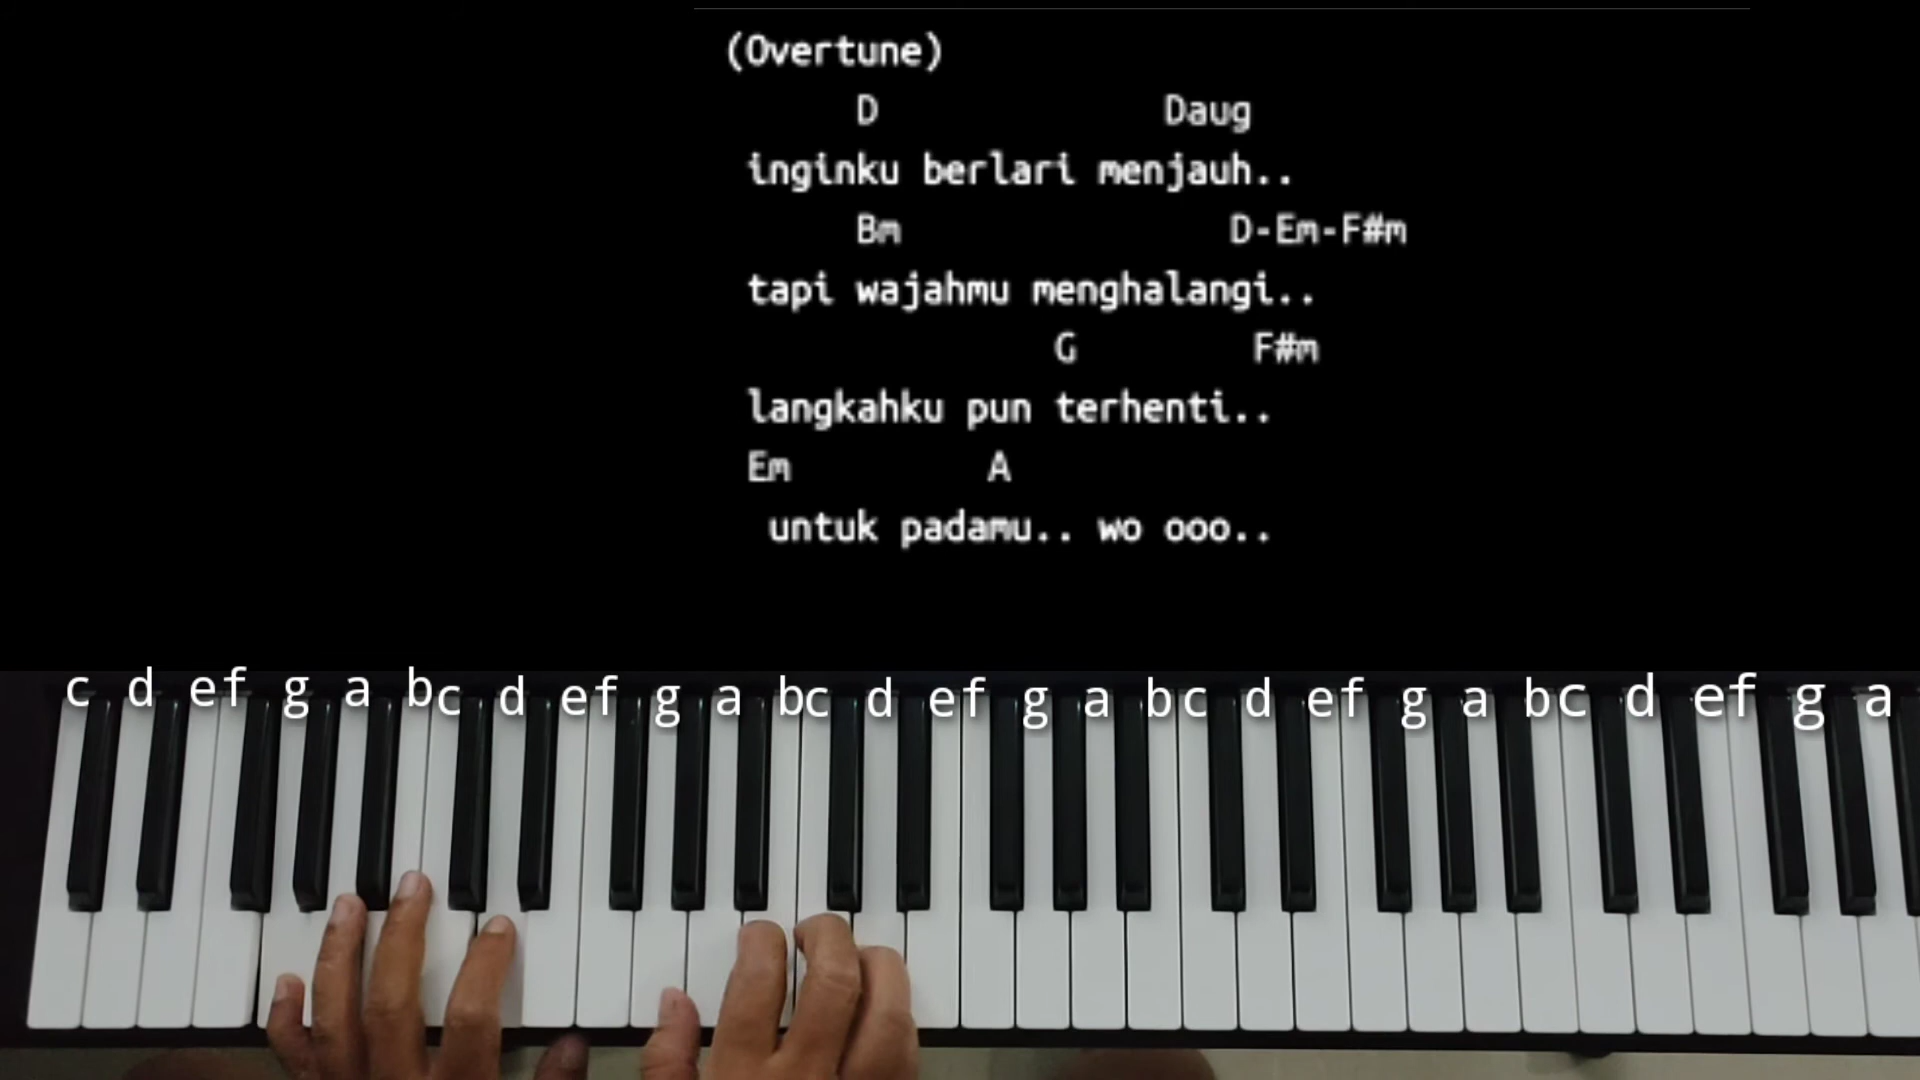 (Overtune)
D Daug
inginku berlari menjauh..
Bm D-Em-F#m
tapi wajahmu menghalangi..
G F#m
langkahku pun terhenti..
Em A
untuk padamu.. wo ooo..
c d ef g a bc d ef g a bc d ef g a bc d ef g a bc d ef g a